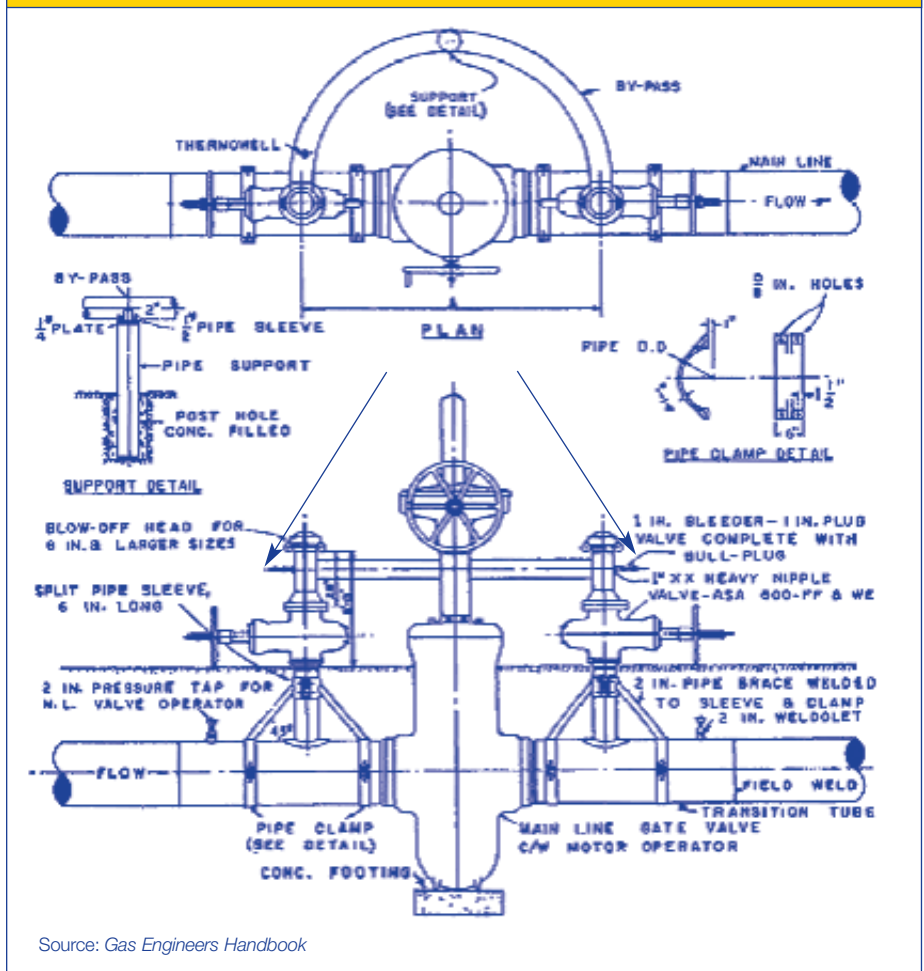 SUPPORT
(SEE DETAIL)
BY-PASS
THERMOWELL
MAIN LINE
FLOW
BY-PASS
2"
1/4" PLATE
1/2"
PIPE SLEEVE
PIPE SUPPORT
POST HOLE
CONC. FILLED
SUPPORT DETAIL
A
PLAN
IN. HOLES
1"
PIPE O.D.
1 1/2"
6"
PIPE CLAMP DETAIL
BLOW-OFF HEAD FOR
6 IN. & LARGER SIZES
SPLIT PIPE SLEEVE,
6 IN. LONG
2 IN. PRESSURE TAP FOR
M.L. VALVE OPERATOR
45°
FLOW
PIPE CLAMP
(SEE DETAIL)
CONC. FOOTING
1 IN. BLEEDER-1 IN. PLUG
VALVE COMPLETE WITH
BULL-PLUG
1" XX HEAVY NIPPLE
VALVE-ASA 600-FF & WE
2 IN. PIPE BRACE WELDED
TO SLEEVE & CLAMP
2 IN. WELDOLET
FIELD WELD
TRANSITION TUBE
MAIN LINE GATE VALVE
C/W MOTOR OPERATOR
Source: Gas Engineers Handbook